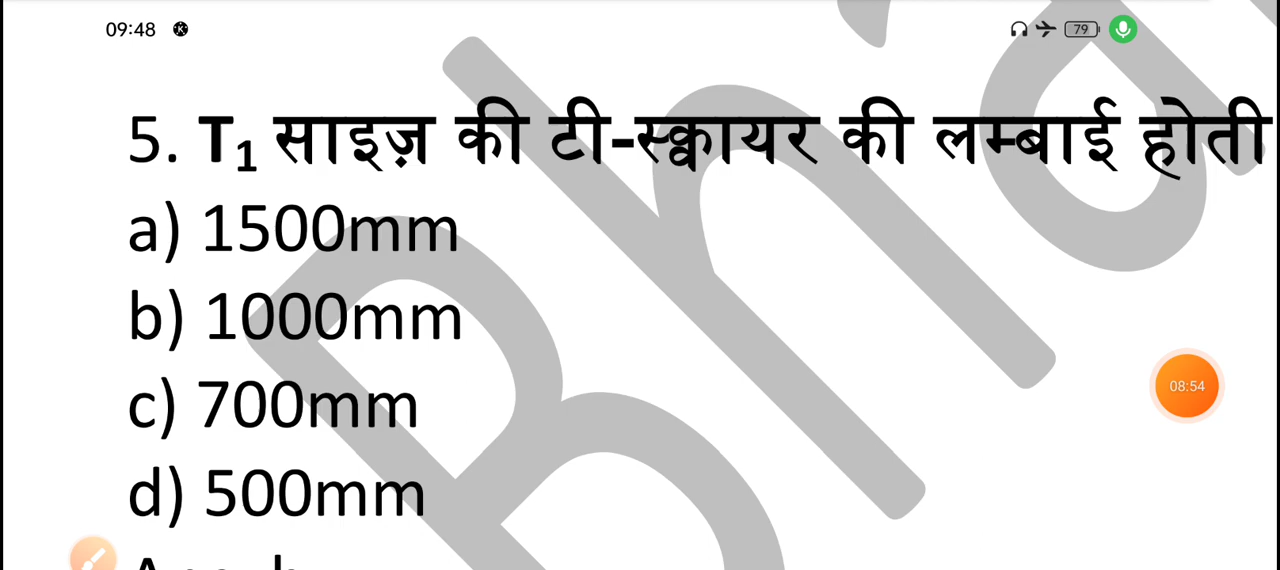 09:48
79
5. T₁ साइज़ की टी-स्क्वायर की लम्बाई होती
a) 1500mm
b) 1000mm
c) 700mm
08:54
d) 500mm